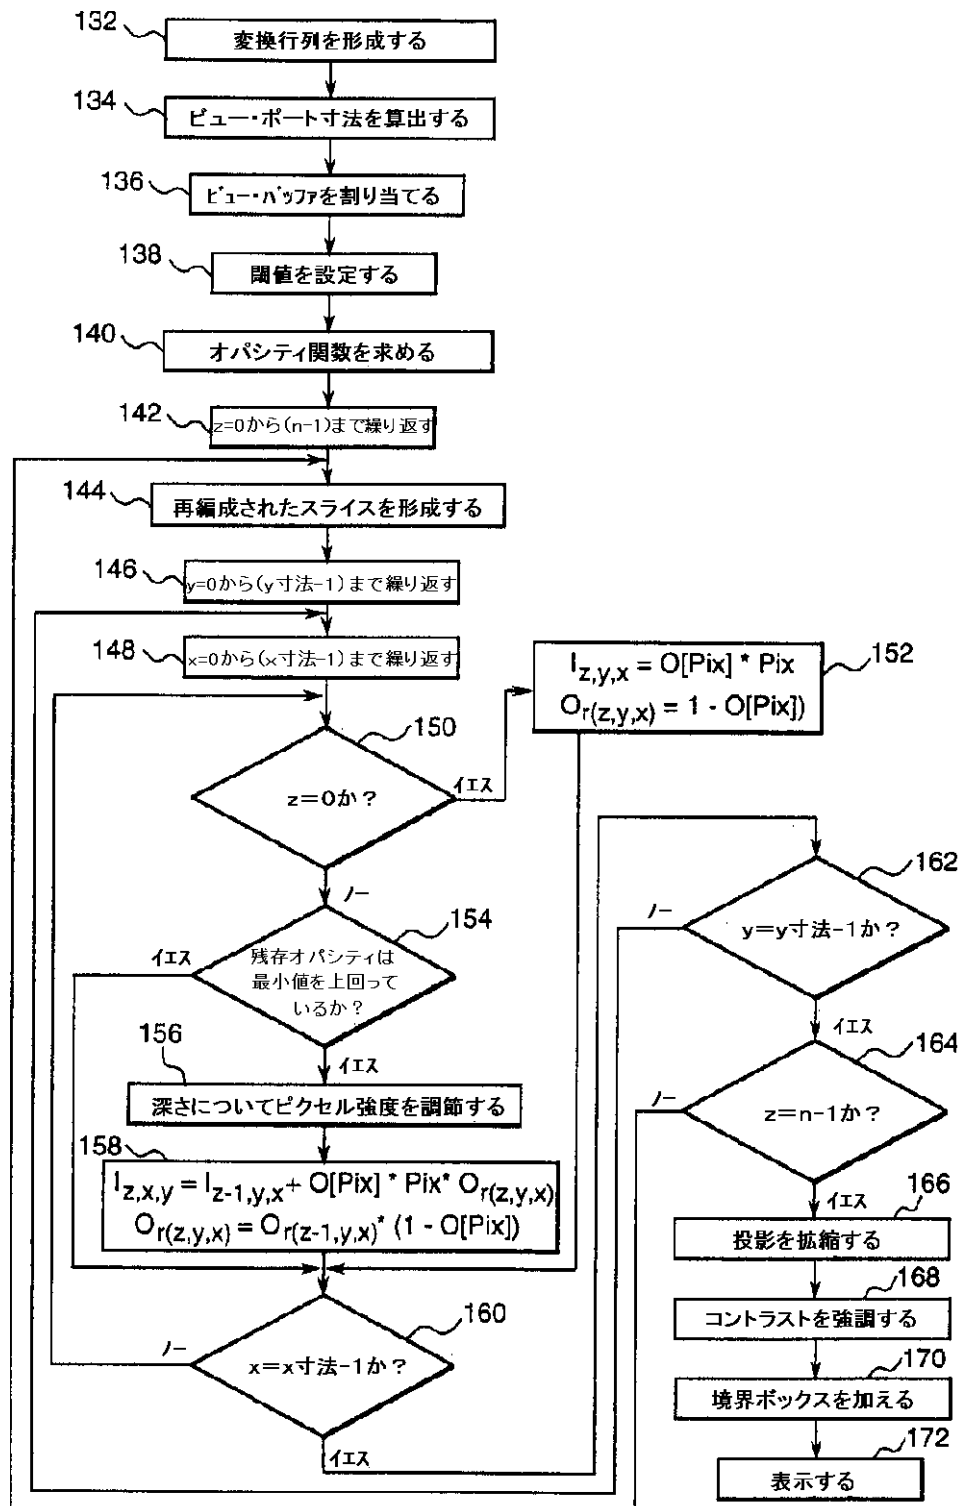 132
変換行列を形成する
134
ビュー・ポート寸法を算出する
136
ビュー・バッファを割り当てる
138
閾値を設定する
140
オパシティ関数を求める
142
z=0から(n-1)まで繰り返す
144
再編成されたスライスを形成する
146
y=0から(y寸法-1)まで繰り返す
148
x=0から(x寸法-1)まで繰り返す
150
z=0か?
イエス
ノー
152
I_{z,y,x} = O[Pix] * Pix
O_{r(z,y,x)} = 1 - O[Pix])
154
残存オパシティは
最小値を上回って
いるか?
イエス
イエス
156
深さについてピクセル強度を調節する
158
I_{z,x,y} = I_{z-1,y,x} + O[Pix] * Pix* O_{r(z,y,x)}
O_{r(z,y,x)} = O_{r(z-1,y,x)}* (1 - O[Pix])
160
x=x寸法-1か?
ノー
イエス
162
y=y寸法-1か?
ノー
イエス
164
z=n-1か?
ノー
イエス
166
投影を拡縮する
168
コントラストを強調する
170
境界ボックスを加える
172
表示する